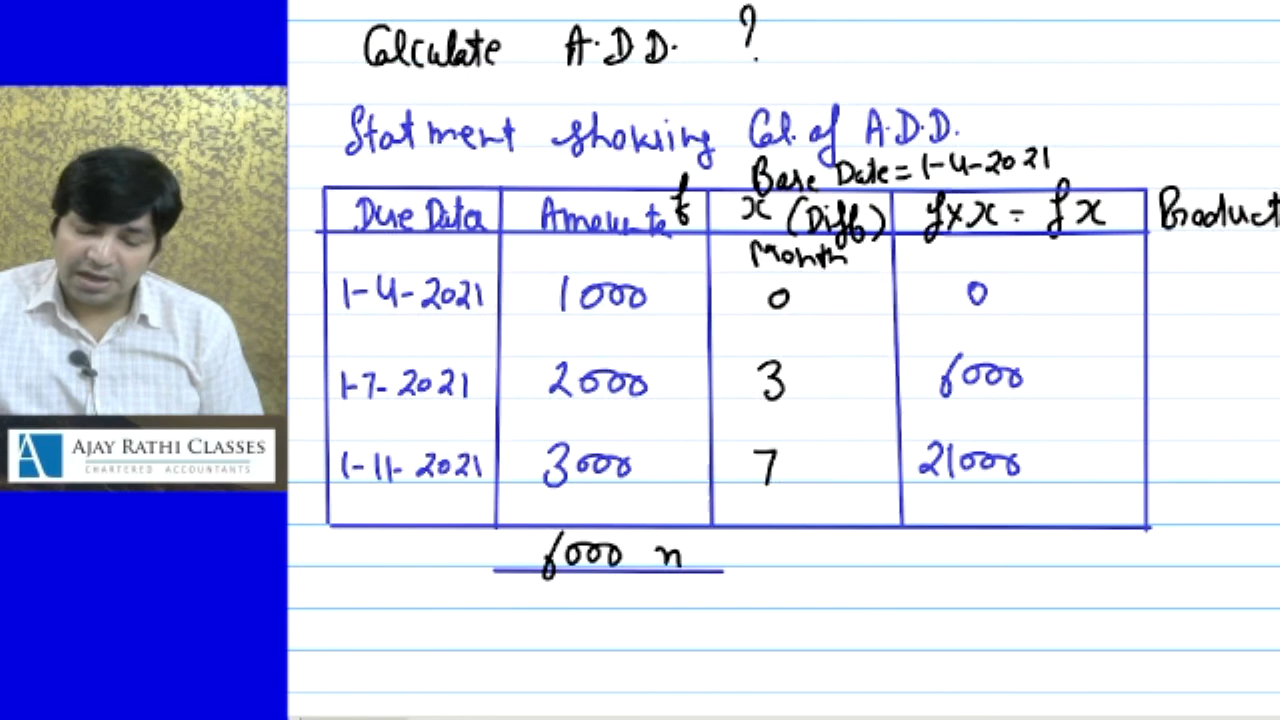 Calculate A.D.D. ?
Statment showing Cal. of A.D.D.
Base Date = 1-4-2021
Due Date Amount f x (Diff) f x x = fx Product
Month
1-4-2021 1000 0 0
1-7-2021 2000 3 6000
1-11-2021 3000 7 21000
6000 n
AJAY RATHI CLASSES
CHARTERED ACCOUNTANTS